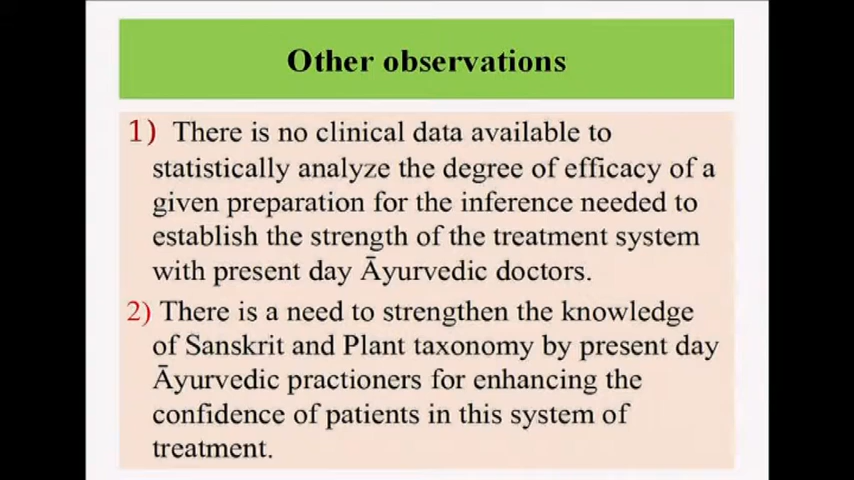 Other observations
1) There is no clinical data available to
statistically analyze the degree of efficacy of a
given preparation for the inference needed to
establish the strength of the treatment system
with present day Āyurvedic doctors.
2) There is a need to strengthen the knowledge
of Sanskrit and Plant taxonomy by present day
Āyurvedic practioners for enhancing the
confidence of patients in this system of
treatment.